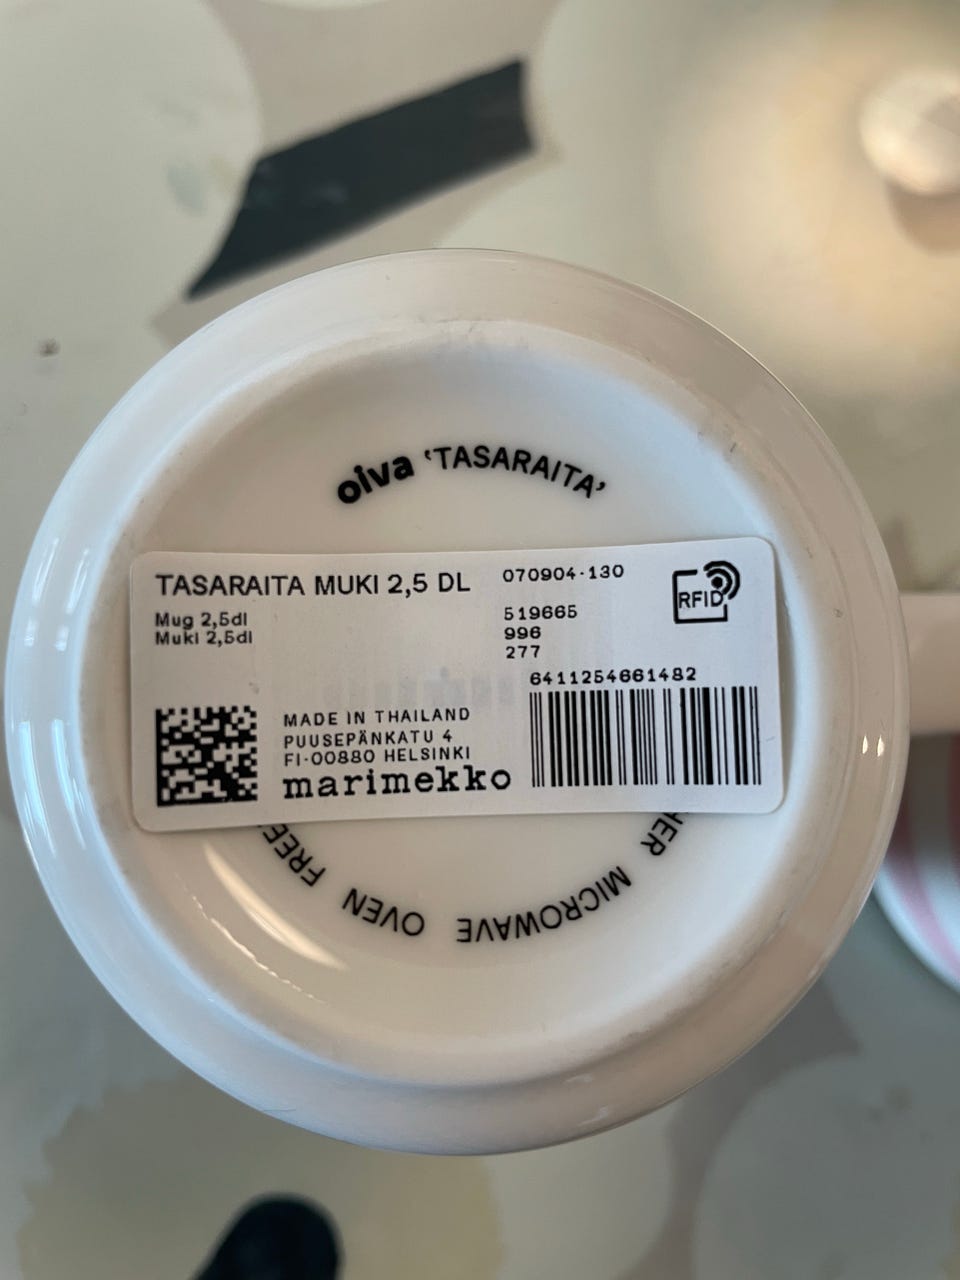 oiva ‘TASARAITA’
TASARAITA MUKI 2,5 DL
Mug 2,5dl
Muki 2,5dl
070904-130
519665
996
277
RFID
6411254661482
MADE IN THAILAND
PUUSEPÄNKATU 4
FI-00880 HELSINKI
marimekko
HER MICROWAVE OVEN FREE